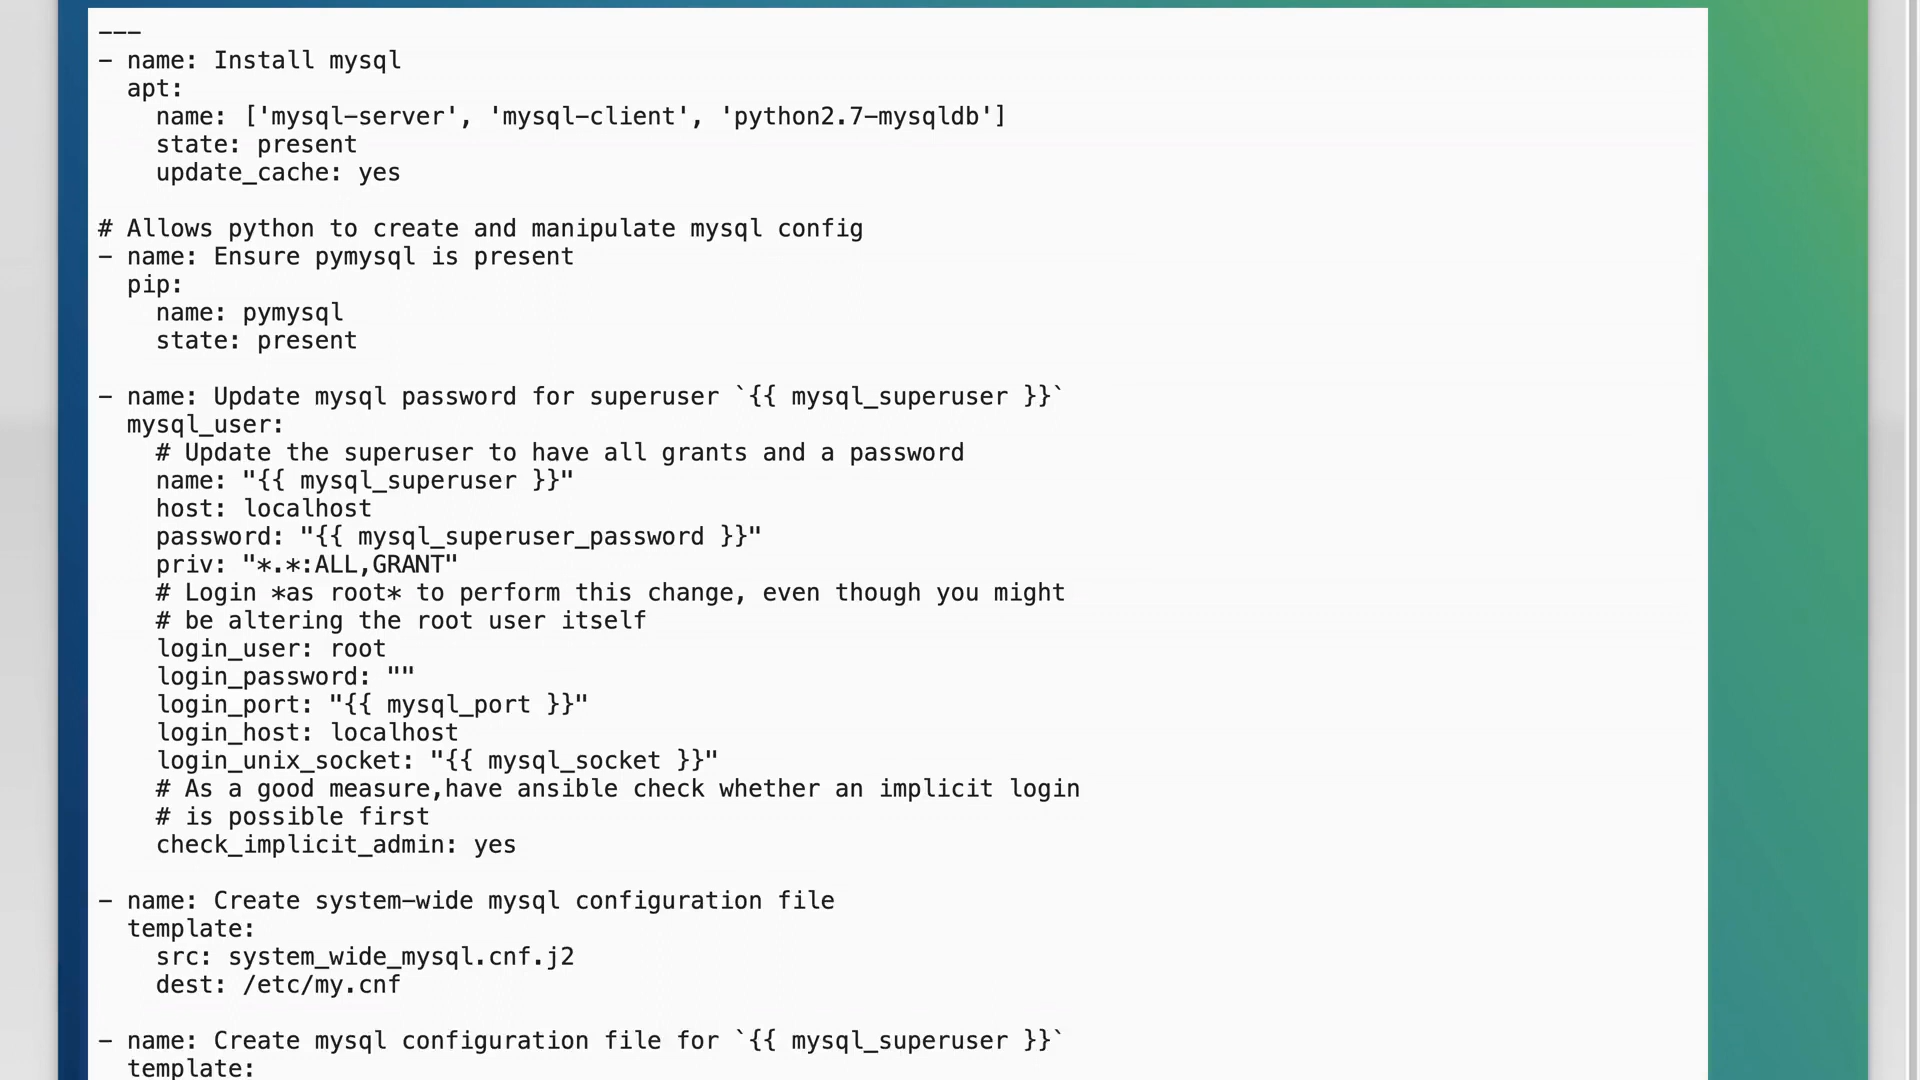 ---
- name: Install mysql
  apt:
    name: ['mysql-server', 'mysql-client', 'python2.7-mysqldb']
    state: present
    update_cache: yes

# Allows python to create and manipulate mysql config
- name: Ensure pymysql is present
  pip:
    name: pymysql
    state: present

- name: Update mysql password for superuser `{{ mysql_superuser }}`
  mysql_user:
    # Update the superuser to have all grants and a password
    name: "{{ mysql_superuser }}"
    host: localhost
    password: "{{ mysql_superuser_password }}"
    priv: "*.*:ALL,GRANT"
    # Login *as root* to perform this change, even though you might
    # be altering the root user itself
    login_user: root
    login_password: ""
    login_port: "{{ mysql_port }}"
    login_host: localhost
    login_unix_socket: "{{ mysql_socket }}"
    # As a good measure,have ansible check whether an implicit login
    # is possible first
    check_implicit_admin: yes

- name: Create system-wide mysql configuration file
  template:
    src: system_wide_mysql.cnf.j2
    dest: /etc/my.cnf

- name: Create mysql configuration file for `{{ mysql_superuser }}`
  template: